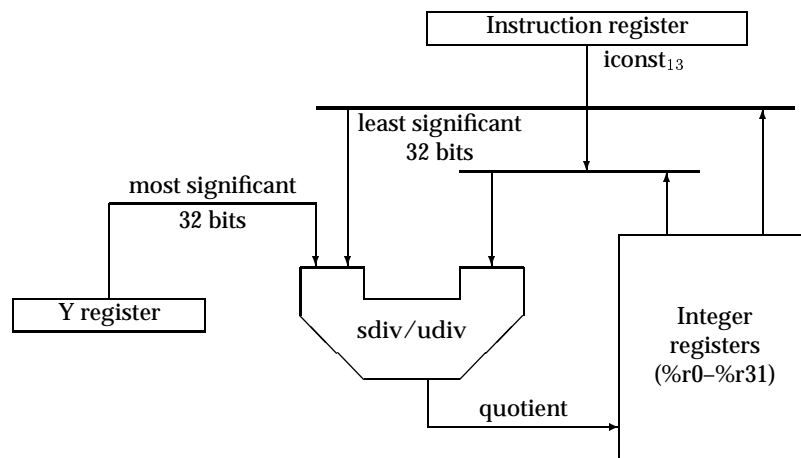 Instruction register
iconst₁₃
least significant
32 bits
most significant
32 bits
Y register
sdiv/udiv
Integer
registers
(%r0–%r31)
quotient